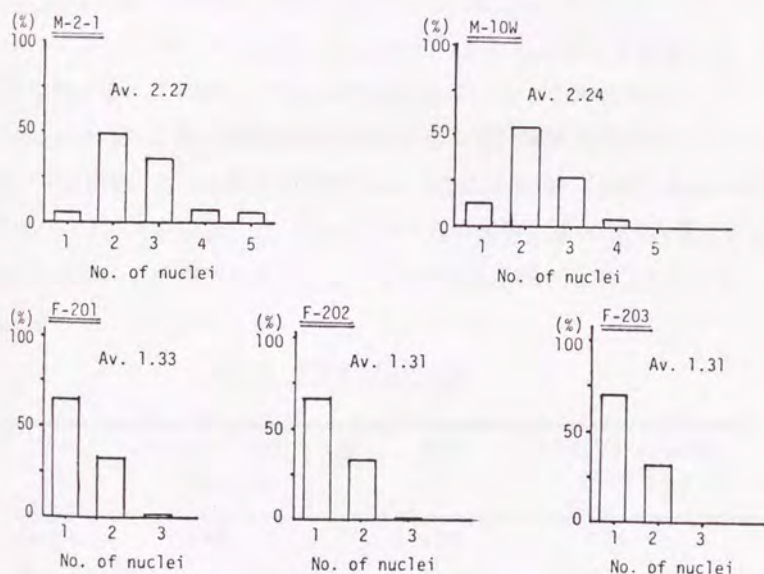 (%) M-2-1
100
50
0
Av. 2.27
1 2 3 4 5
No. of nuclei
(%) M-10W
100
50
0
Av. 2.24
1 2 3 4 5
No. of nuclei
(%) F-201
100
50
0
Av. 1.33
1 2 3
No. of nuclei
(%) F-202
100
50
0
Av. 1.31
1 2 3
No. of nuclei
(%) F-203
100
50
0
Av. 1.31
1 2 3
No. of nuclei